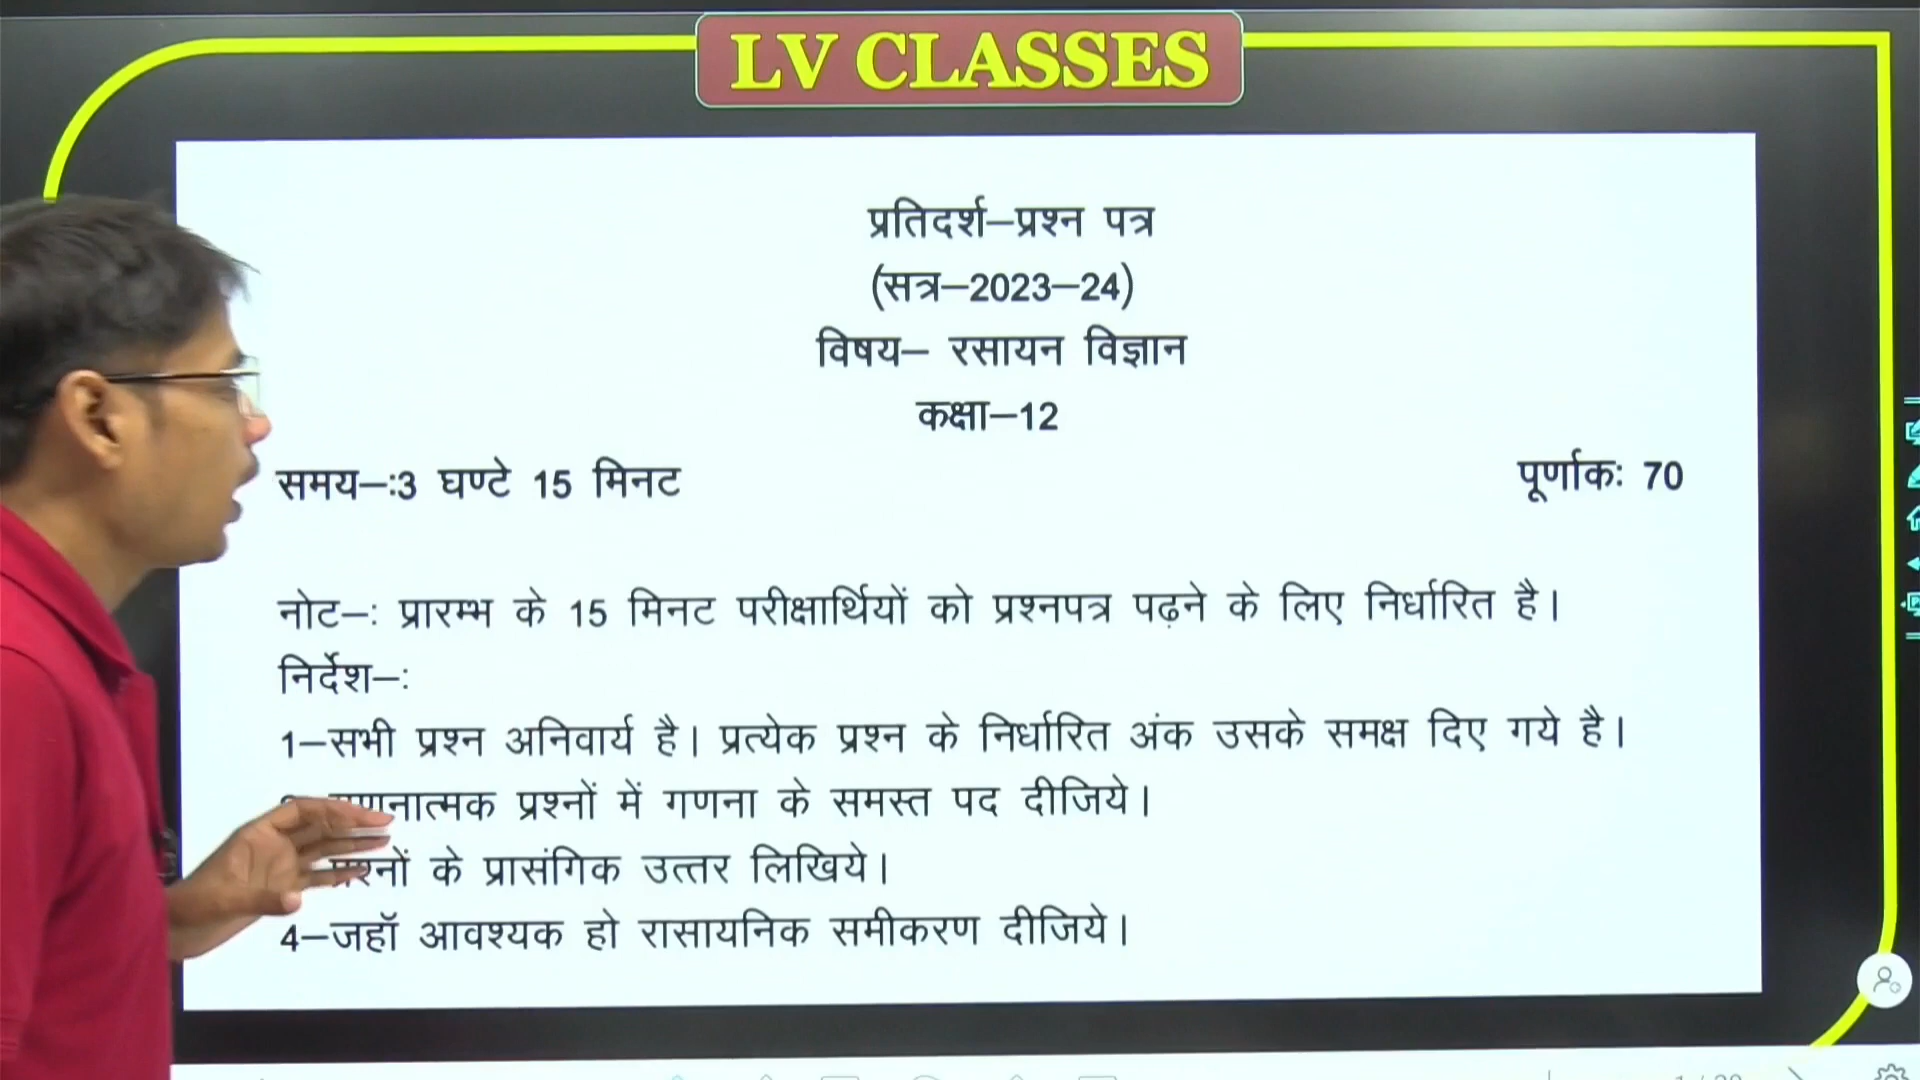 LV CLASSES
प्रतिदर्श–प्रश्न पत्र
(सत्र–2023–24)
विषय– रसायन विज्ञान
कक्षा–12
समय–:3 घण्टे 15 मिनट
पूर्णाकः 70
नोट–: प्रारम्भ के 15 मिनट परीक्षार्थियों को प्रश्नपत्र पढ़ने के लिए निर्धारित है।
निर्देश–:
1–सभी प्रश्न अनिवार्य है। प्रत्येक प्रश्न के निर्धारित अंक उसके समक्ष दिए गये है।
प्रश्नों में गणना के समस्त पद दीजिये।
के प्रासंगिक उत्तर लिखिये।
4–जहॉ आवश्यक हो रासायनिक समीकरण दीजिये।